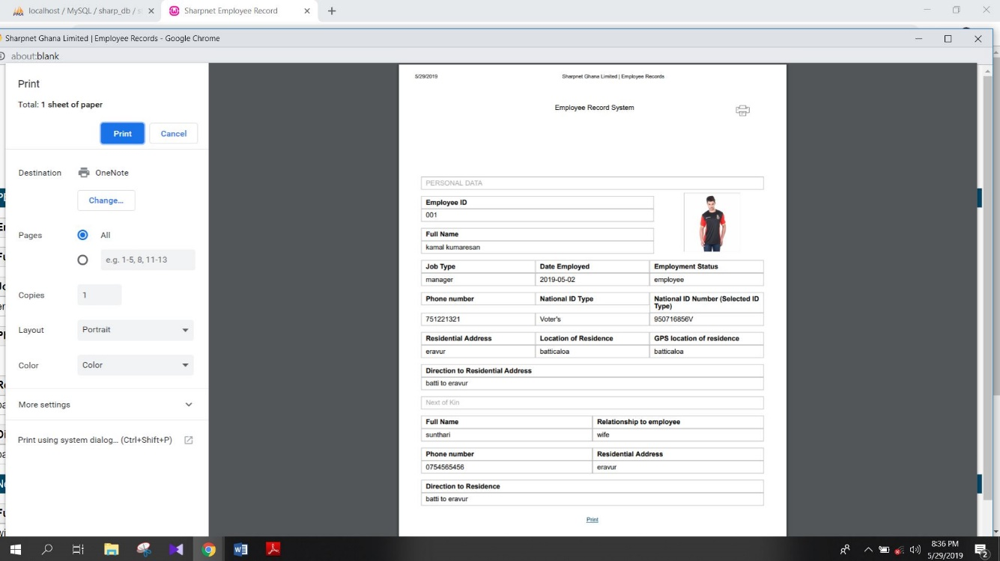 localhost / MySQL / sharp_db / s
Sharpnet Employee Record
Sharpnet Ghana Limited | Employee Records - Google Chrome
about:blank
Print
Total: 1 sheet of paper
Print Cancel
Destination OneNote
Change...
Pages All
e.g. 1-5, 8, 11-13
Copies 1
Layout Portrait
Color Color
More settings
Print using system dialog... (Ctrl+Shift+P)
5/29/2019 Sharpnet Ghana Limited | Employee Records
Employee Record System
PERSONAL DATA
Employee ID
001
Full Name
kamal kumaresan
Job Type Date Employed Employment Status
manager 2019-05-02 employee
Phone number National ID Type National ID Number (Selected ID
Type)
751221321 Voter's 950716856V
Residential Address Location of Residence GPS location of residence
eravur batticaloa batticaloa
Direction to Residential Address
batti to eravur
Next of Kin
Full Name Relationship to employee
sunthari wife
Phone number Residential Address
0754565456 eravur
Direction to Residence
batti to eravur
Print
8:36 PM
5/29/2019
2